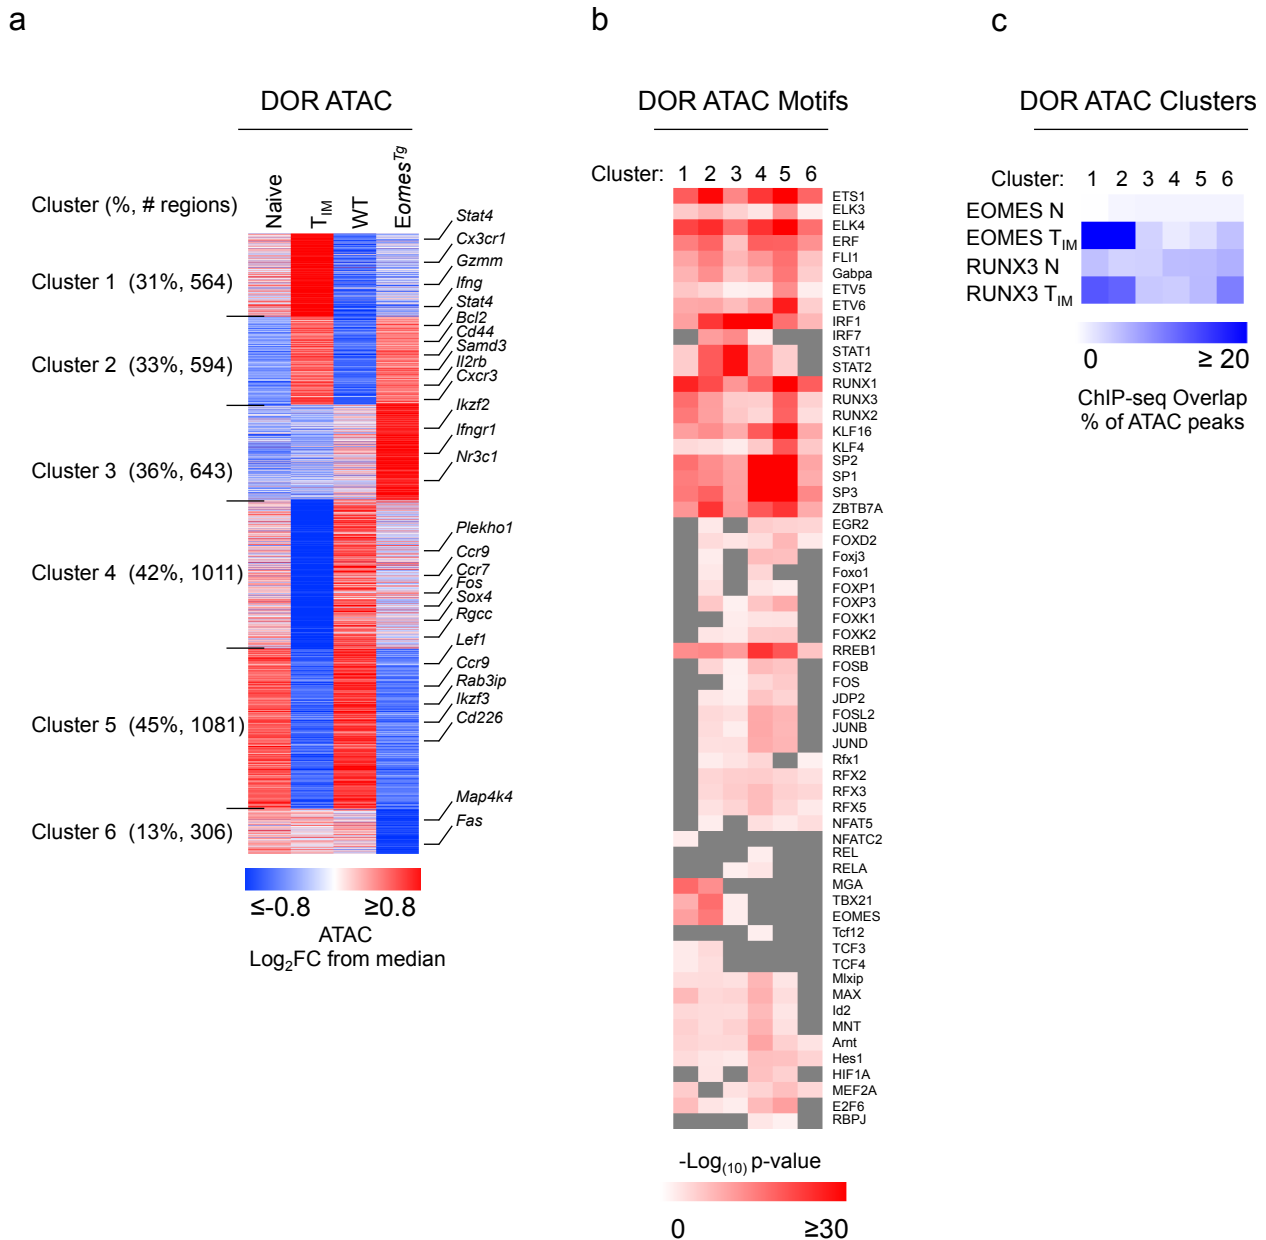 a
DOR ATAC
Cluster (%, # regions)
Naive
T_IM
WT
Eomes^Tg
Cluster 1 (31%, 564)
Cluster 2 (33%, 594)
Cluster 3 (36%, 643)
Cluster 4 (42%, 1011)
Cluster 5 (45%, 1081)
Cluster 6 (13%, 306)
Stat4
Cx3cr1
Gzmm
Ifng
Stat4
Bcl2
Cd44
Samd3
Il2rb
Cxcr3
Ikzf2
Ifngr1
Nr3c1
Plekho1
Ccr9
Ccr7
Fos
Sox4
Rgcc
Lef1
Ccr9
Rab3ip
Ikzf3
Cd226
Map4k4
Fas
≤-0.8 ≥0.8
ATAC
Log₂FC from median
b
DOR ATAC Motifs
Cluster: 1 2 3 4 5 6
ETS1
ELK3
ELK4
ERF
FLI1
Gabpa
ETV5
ETV6
IRF1
IRF7
STAT1
STAT2
RUNX1
RUNX3
RUNX2
KLF16
KLF4
SP2
SP1
SP3
ZBTB7A
EGR2
FOXD2
Foxj3
Foxo1
FOXP1
FOXP3
FOXK1
FOXK2
RREB1
FOSB
FOS
JDP2
FOSL2
JUNB
JUND
Rfx1
RFX2
RFX3
RFX5
NFAT5
NFATC2
REL
RELA
MGA
TBX21
EOMES
Tcf12
TCF3
TCF4
Mlxip
MAX
Id2
MNT
Arnt
Hes1
HIF1A
MEF2A
E2F6
RBPJ
-Log₍₁₀₎ p-value
0 ≥30
c
DOR ATAC Clusters
Cluster: 1 2 3 4 5 6
EOMES N
EOMES T_IM
RUNX3 N
RUNX3 T_IM
0 ≥ 20
ChIP-seq Overlap
% of ATAC peaks